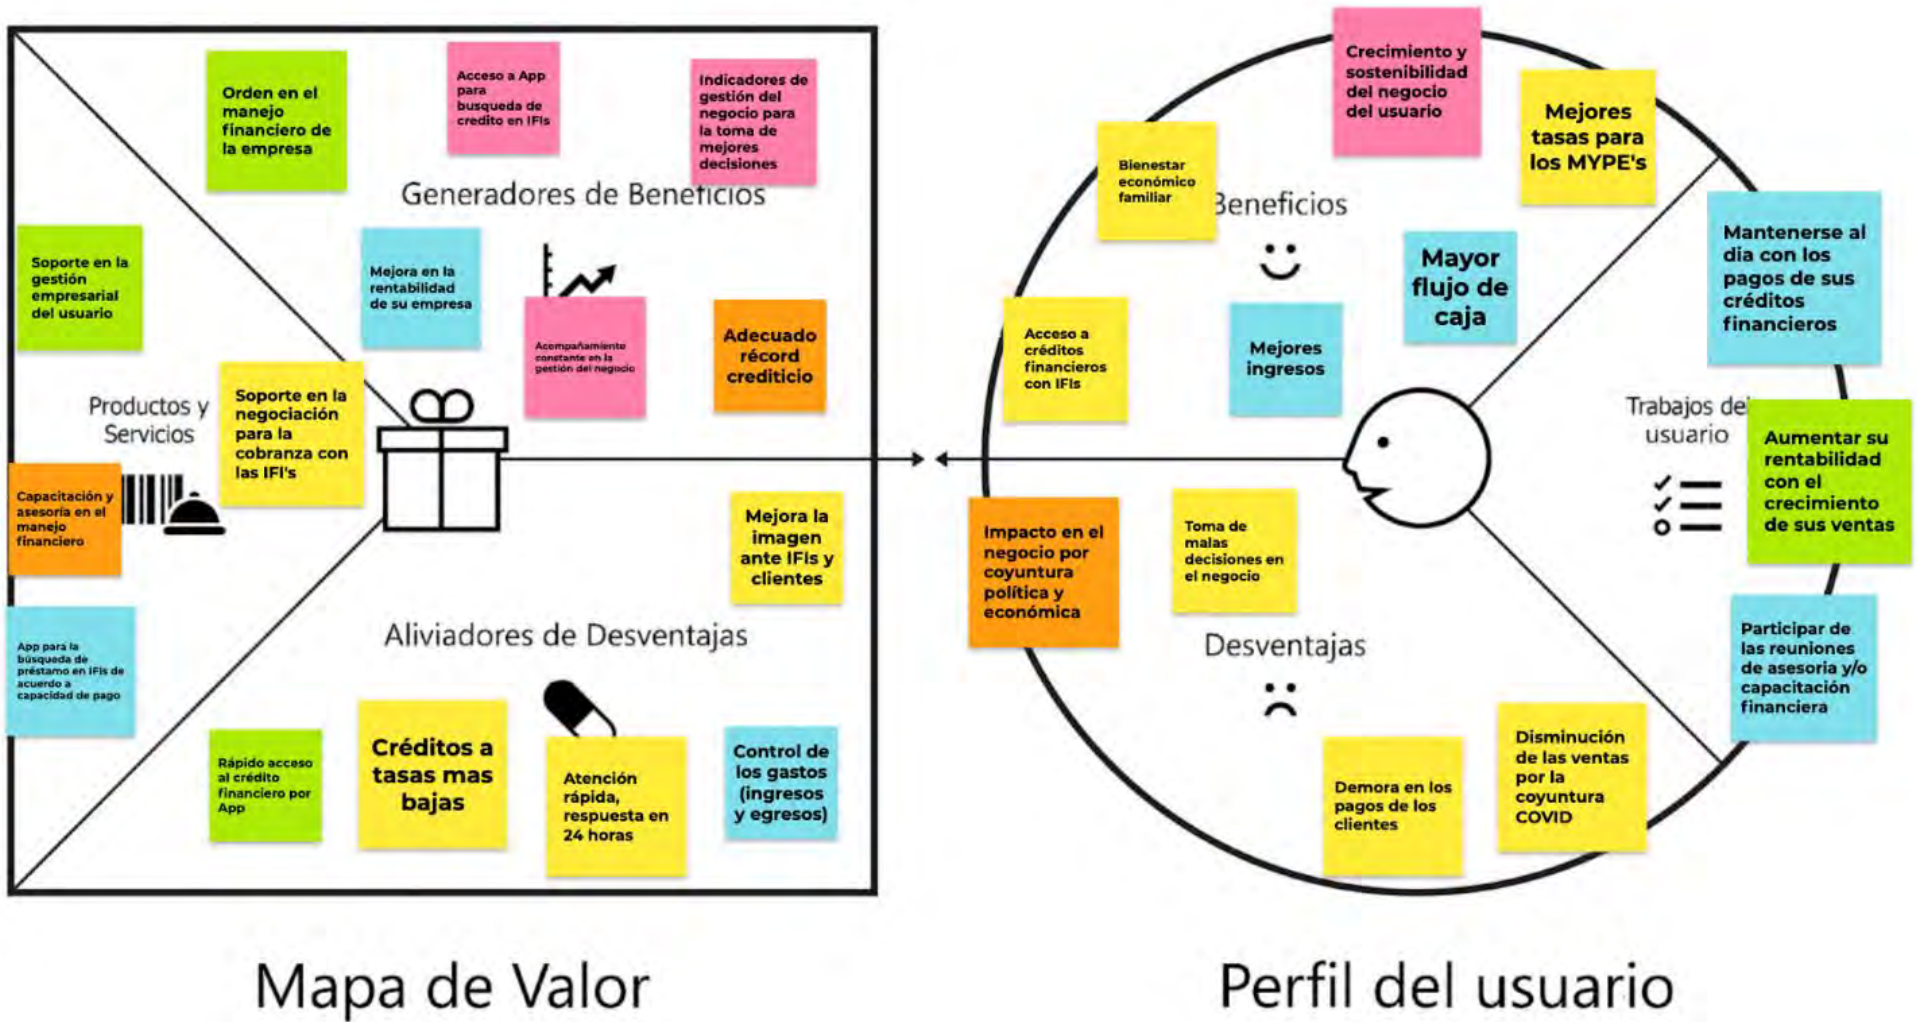 Orden en el
manejo
financiero de
la empresa
Acceso a App
para
busqueda de
credito en IFIs
Indicadores de
gestión del
negocio para
la toma de
mejores
decisiones
Generadores de Beneficios
Soporte en la
gestión
empresarial
del usuario
Mejora en la
rentabilidad
de su empresa
Acompañamiento
constante en la
gestión del negocio
Adecuado
récord
crediticio
Productos y
Servicios
Soporte en la
negociación
para la
cobranza con
las IFI's
Capacitación y
asesoría en el
manejo
financiero
App para la
búsqueda de
préstamo en IFIs de
acuerdo a
capacidad de pago
Mejora la
imagen
ante IFIs y
clientes
Aliviadores de Desventajas
Rápido acceso
al crédito
financiero por
App
Créditos a
tasas mas
bajas
Atención
rápida,
respuesta en
24 horas
Control de
los gastos
(ingresos
y egresos)
Mapa de Valor
Crecimiento y
sostenibilidad
del negocio
del usuario
Mejores
tasas para
los MYPE's
Bienestar
económico
familiar
Beneficios
Mayor
flujo de
caja
Acceso a
créditos
financieros
con IFIs
Mejores
ingresos
Mantenerse al
dia con los
pagos de sus
créditos
financieros
Trabajos del
usuario
Aumentar su
rentabilidad
con el
crecimiento
de sus ventas
Participar de
las reuniones
de asesoria y/o
capacitación
financiera
Impacto en el
negocio por
coyuntura
política y
económica
Toma de
malas
decisiones en
el negocio
Desventajas
Demora en los
pagos de los
clientes
Disminución
de las ventas
por la
coyuntura
COVID
Perfil del usuario